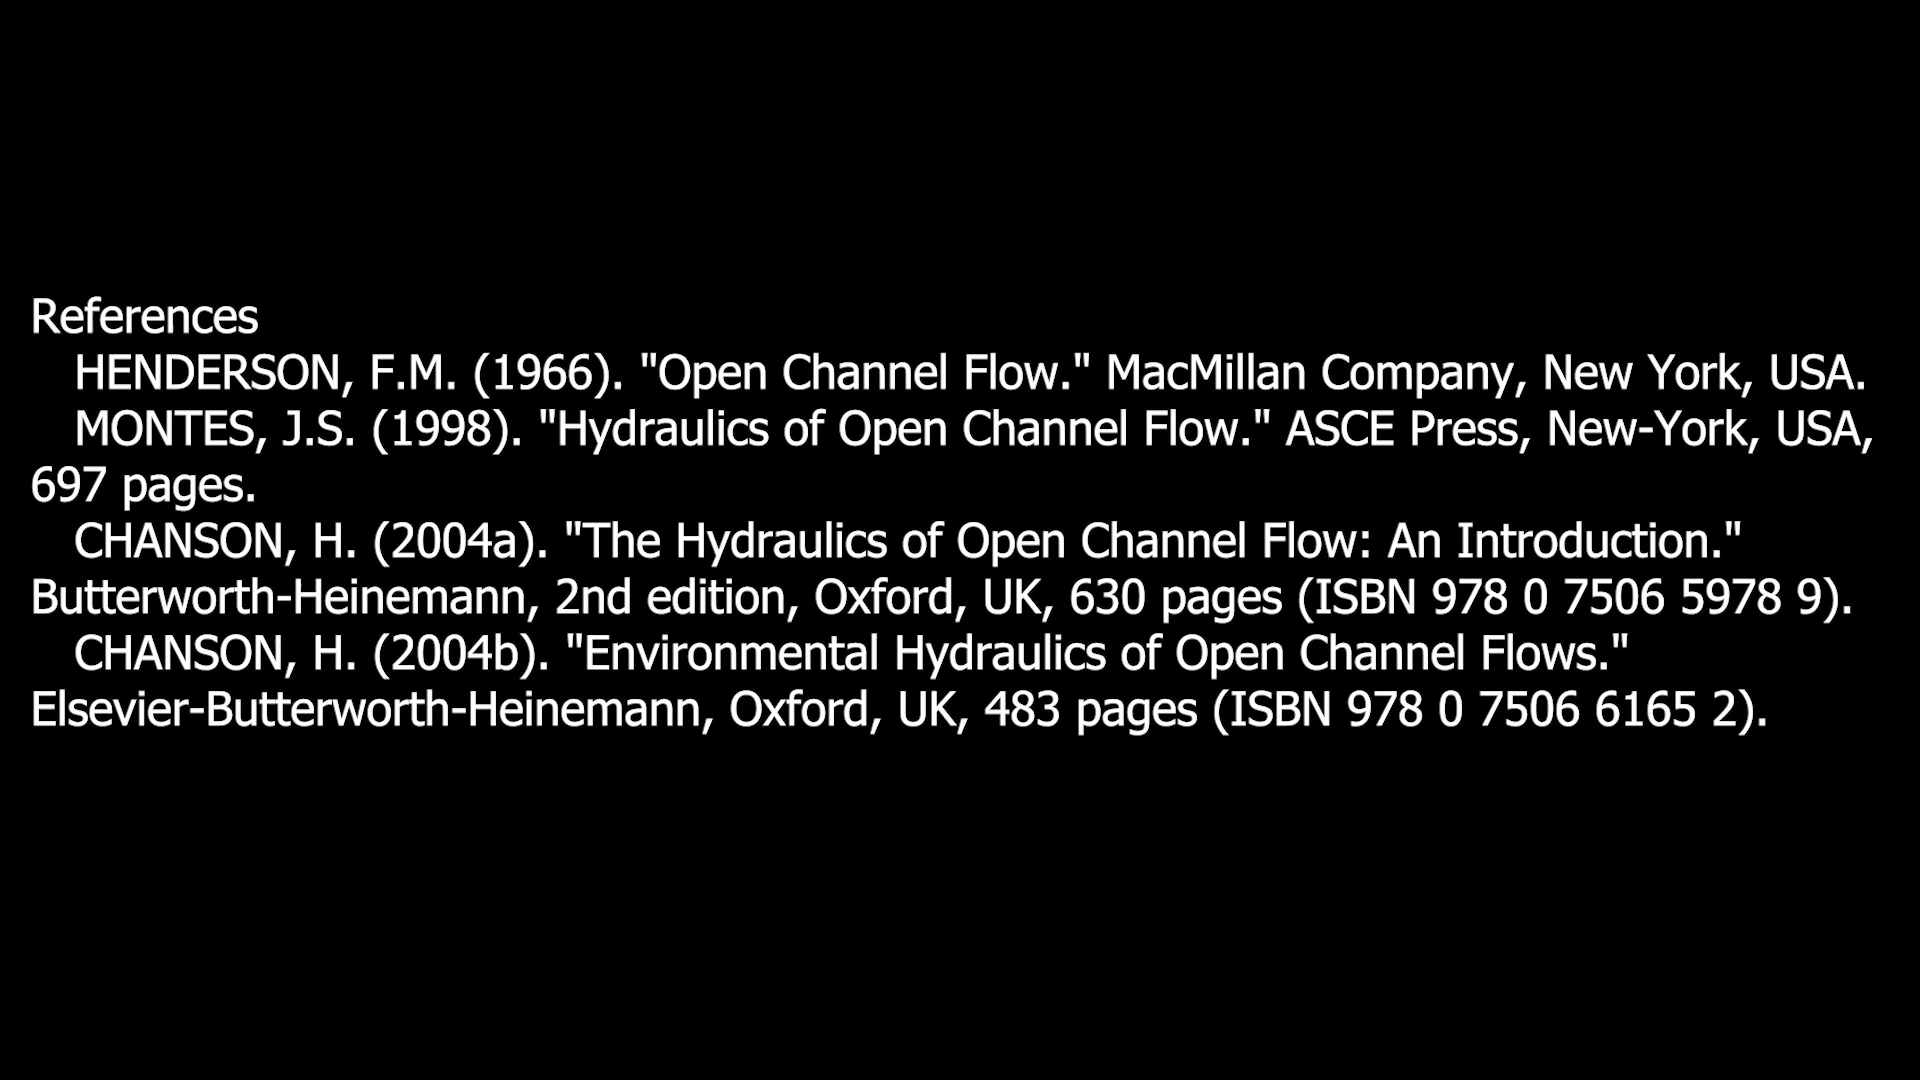 References
HENDERSON, F.M. (1966). "Open Channel Flow." MacMillan Company, New York, USA.
MONTES, J.S. (1998). "Hydraulics of Open Channel Flow." ASCE Press, New-York, USA,
697 pages.
CHANSON, H. (2004a). "The Hydraulics of Open Channel Flow: An Introduction."
Butterworth-Heinemann, 2nd edition, Oxford, UK, 630 pages (ISBN 978 0 7506 5978 9).
CHANSON, H. (2004b). "Environmental Hydraulics of Open Channel Flows."
Elsevier-Butterworth-Heinemann, Oxford, UK, 483 pages (ISBN 978 0 7506 6165 2).